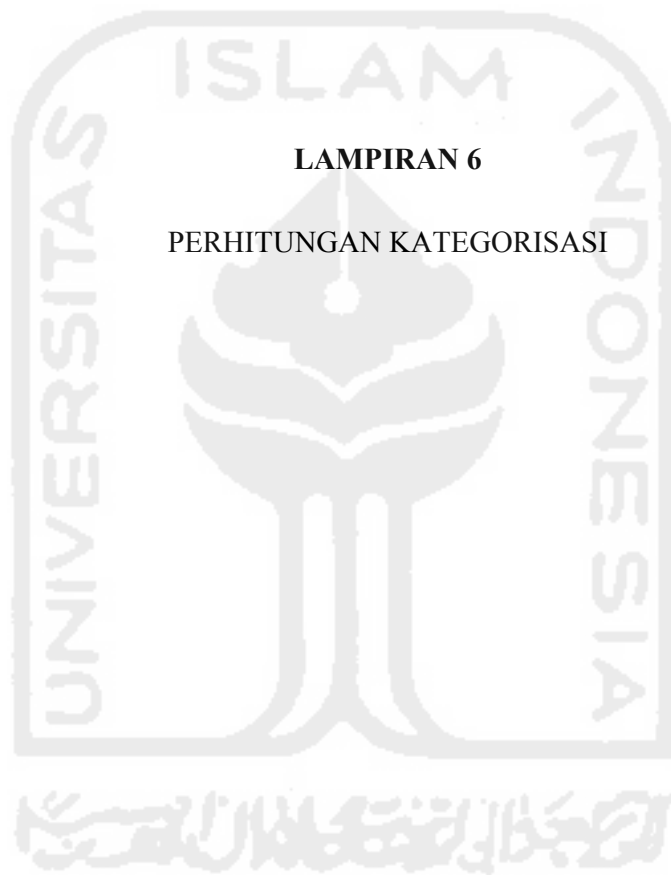 ISLAM
UNIVERSITAS
INDONESIA
LAMPIRAN 6
PERHITUNGAN KATEGORISASI